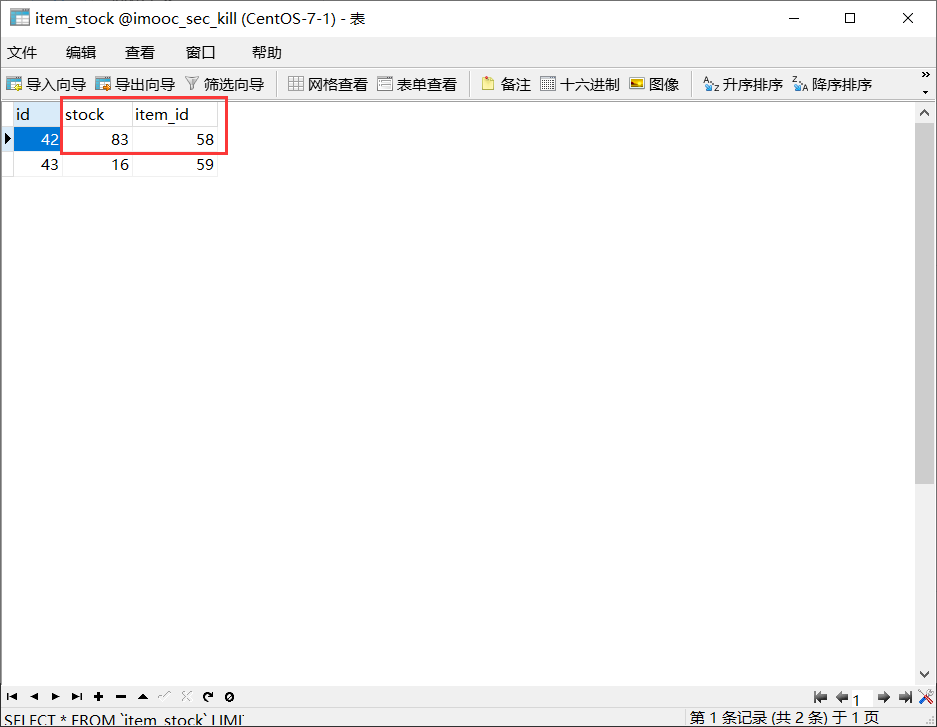 item_stock @imooc_sec_kill (CentOS-7-1) - 表
文件 编辑 查看 窗口 帮助
导入向导 导出向导 筛选向导 网格查看 表单查看 备注 十六进制 图像 升序排序 降序排序
id stock item_id
42 83 58
43 16 59
1
SELECT * FROM `item_stock` LIMI
第 1 条记录 (共 2 条) 于 1 页